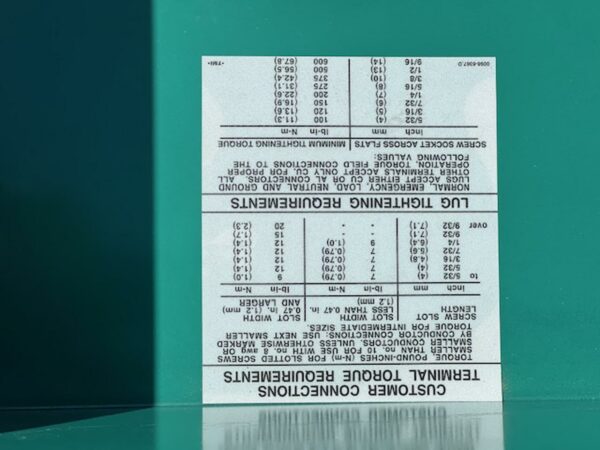 CUSTOMER CONNECTIONS
TERMINAL TORQUE REQUIREMENTS
TORQUE POUND-INCHES (N-m) FOR SLOTTED SCREWS
SMALLER THAN no. 10 FOR USE WITH no. 8 awg OR
SMALLER CONDUCTORS. UNLESS OTHERWISE MARKED
BY CONDUCTOR CONNECTIONS: USE NEXT SMALLER
TORQUE FOR INTERMEDIATE SIZES.
SCREW SLOT LENGTH SLOT WIDTH LESS THAN 0.47 in. (1.2 mm) SLOT WIDTH 0.47 in. (1.2 mm) AND LARGER
inch mm lb-in N-m lb-in N-m
to 5/32 (4) 7 (0.79) 9 (1.0)
5/32 (4) 7 (0.79) 12 (1.4)
3/16 (4.8) 7 (0.79) 12 (1.4)
7/32 (5.6) 7 (0.79) 12 (1.4)
1/4 (6.4) 9 (1.0) 12 (1.4)
9/32 (7.1) - - 15 (1.7)
over 9/32 (7.1) - - 20 (2.3)
LUG TIGHTENING REQUIREMENTS
NORMAL, EMERGENCY, LOAD, NEUTRAL AND GROUND
LUGS ACCEPT EITHER CU OR AL CONNECTORS. ALL
OTHER TERMINALS ACCEPT ONLY CU. FOR PROPER
OPERATION, TORQUE FIELD CONNECTIONS TO THE
FOLLOWING VALUES:
SCREW SOCKET ACROSS FLATS MINIMUM TIGHTENING TORQUE
inch mm lb-in N-m
5/32 (4) 100 (11.3)
3/16 (5) 120 (13.6)
7/32 (6) 150 (16.9)
1/4 (7) 200 (22.6)
5/16 (8) 275 (31.1)
3/8 (10) 375 (42.4)
1/2 (13) 500 (56.5)
9/16 (14) 600 (67.8)